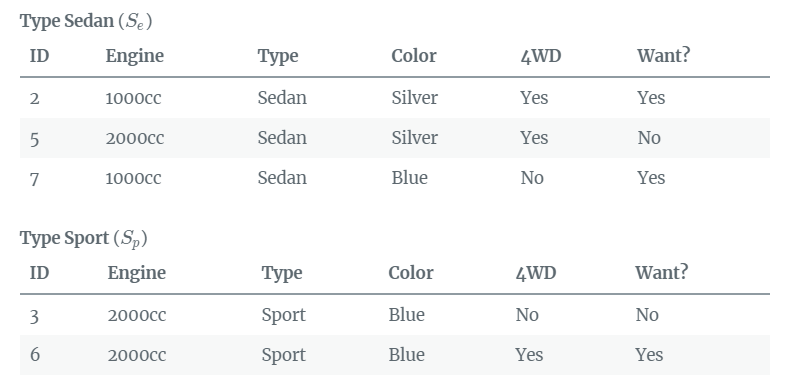 Type Sedan (Se)
ID Engine Type Color 4WD Want?
2 1000cc Sedan Silver Yes Yes
5 2000cc Sedan Silver Yes No
7 1000cc Sedan Blue No Yes
Type Sport (Sp)
ID Engine Type Color 4WD Want?
3 2000cc Sport Blue No No
6 2000cc Sport Blue Yes Yes